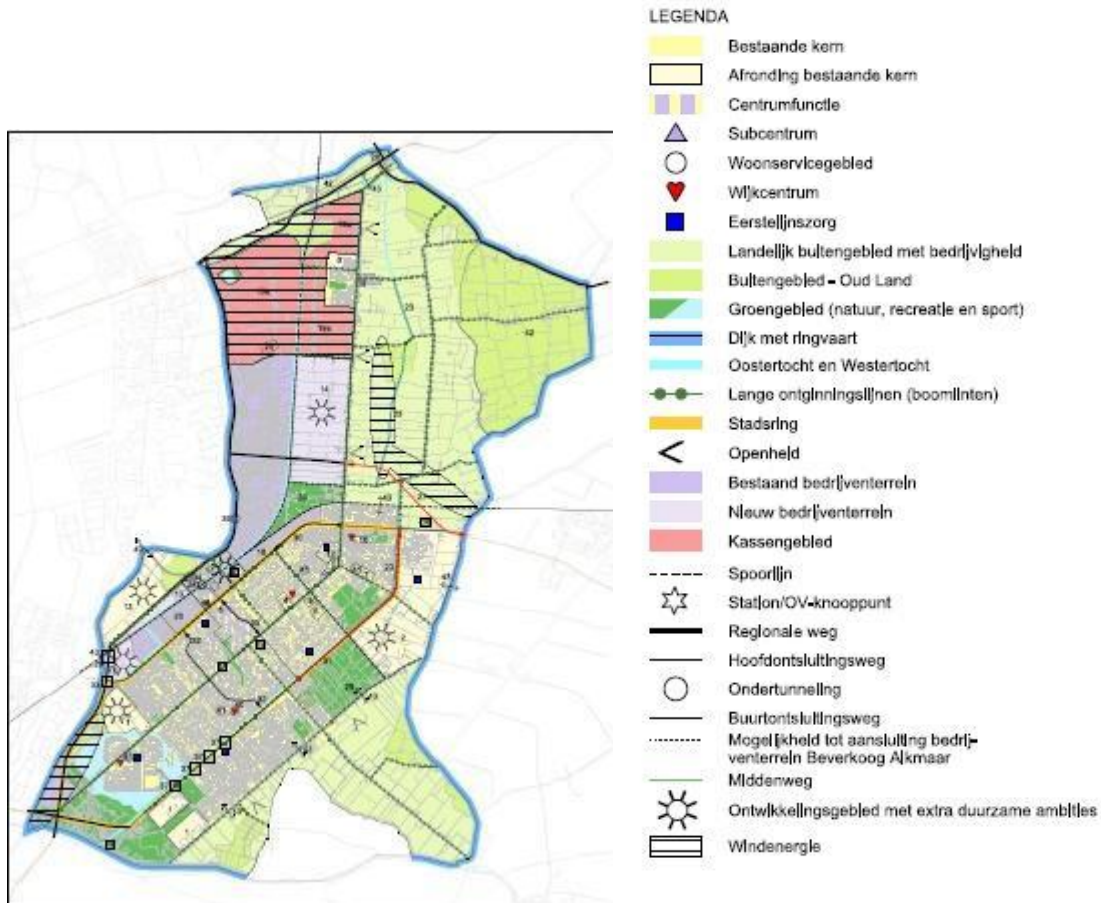 LEGENDA
Bestaande kern
Afronding bestaande kern
Centrumfunctie
Subcentrum
Woonservicegebied
Wijkcentrum
Eerstelijnszorg
Landelijk buitengebied met bedrijvigheid
Buitengebied - Oud Land
Groengebied (natuur, recreatie en sport)
Dijk met ringvaart
Oostertocht en Westertocht
Lange ontginningslijnen (boomlinten)
Stadsring
Openheid
Bestaand bedrijventerrein
Nieuw bedrijventerrein
Kassengebied
Spoorlijn
Station/OV-knooppunt
Regionale weg
Hoofdontsluitingsweg
Ondertunneling
Buurtontsluitingsweg
Mogelijkheid tot aansluiting bedrij-
venterrein Beverkoog Alkmaar
Middenweg
Ontwikkelingsgebied met extra duurzame ambities
Windenergie
42
42
14